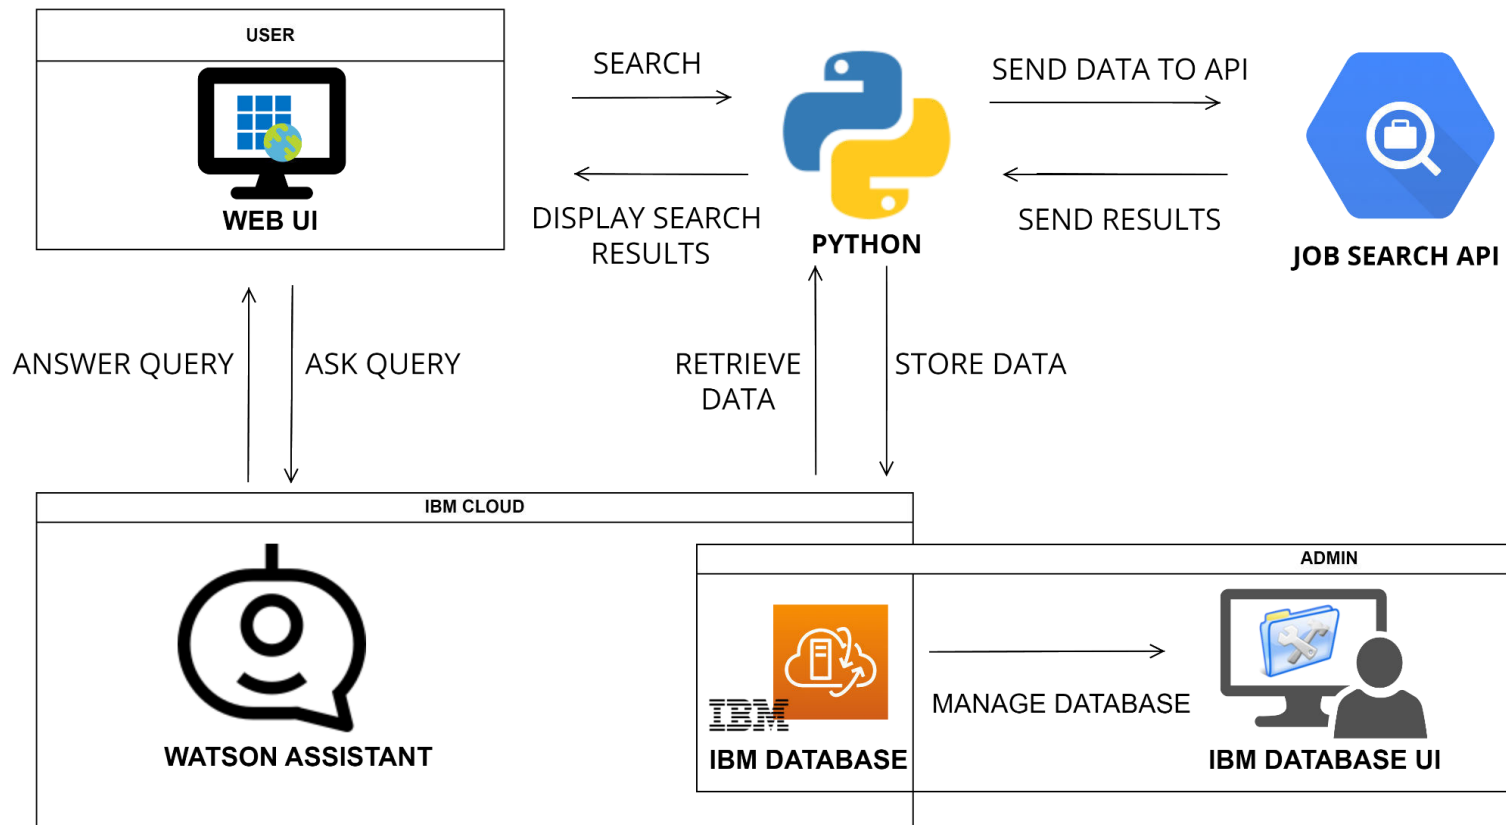 USER
WEB UI
SEARCH
DISPLAY SEARCH
RESULTS
PYTHON
SEND DATA TO API
SEND RESULTS
JOB SEARCH API
ANSWER QUERY
ASK QUERY
RETRIEVE
DATA
STORE DATA
IBM CLOUD
WATSON ASSISTANT
ADMIN
IBM
IBM DATABASE
MANAGE DATABASE
IBM DATABASE UI